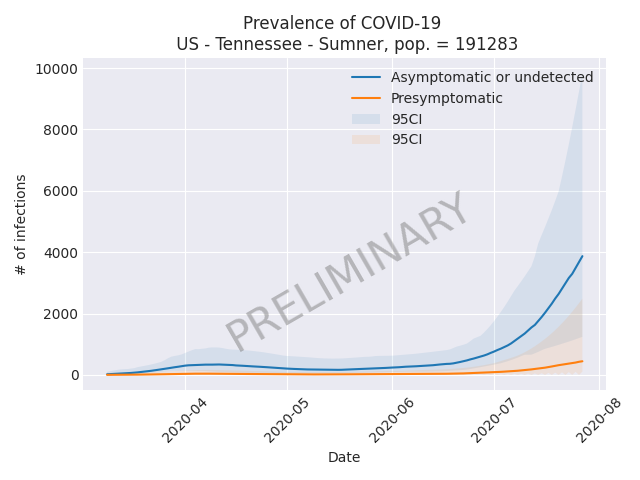 Prevalence of COVID-19
US - Tennessee - Sumner, pop. = 191283
10000
8000
6000
4000
2000
0
# of infections
Asymptomatic or undetected
Presymptomatic
95CI
95CI
PRELIMINARY
2020-04
2020-05
2020-06
2020-07
2020-08
Date